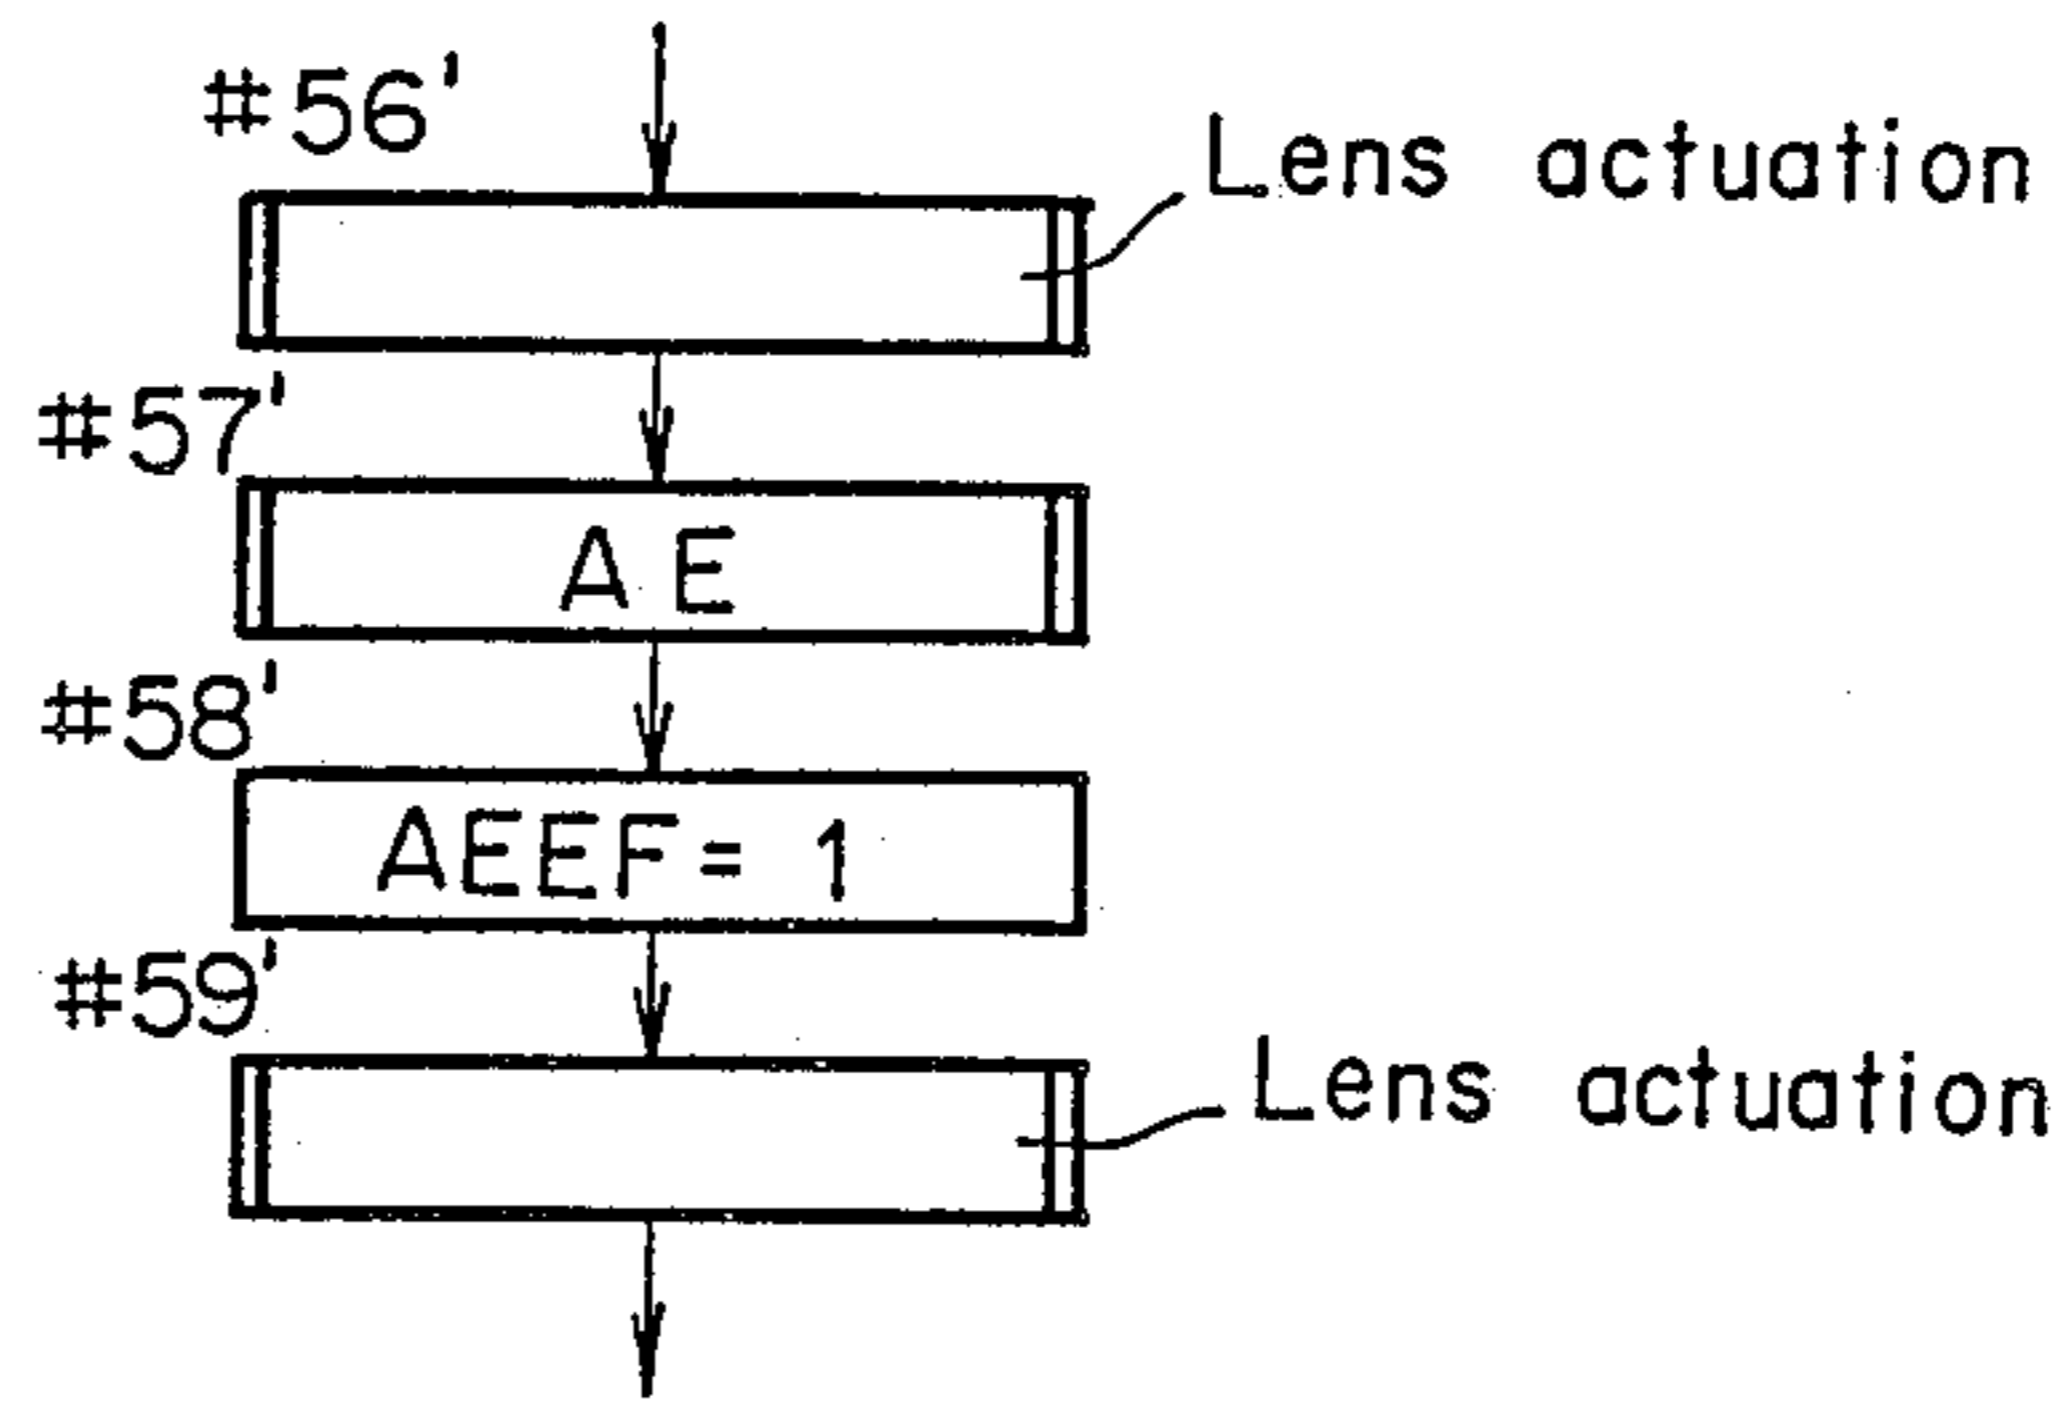 #56'
Lens actuation
#57'
AE
#58'
AEEF = 1
#59'
Lens actuation